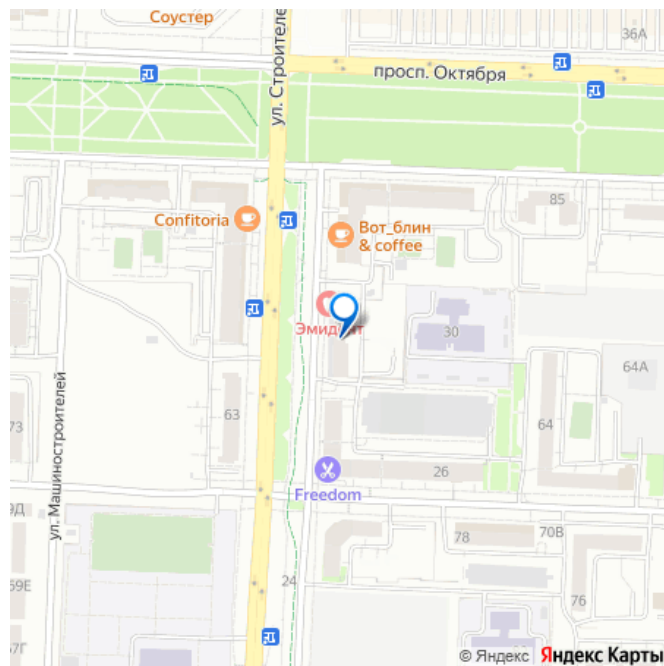 Соустер
36А
просп. Октября
ул. Строителе
85
Confitoria
Вот_блин
& coffee
30
64А
63
64
73
ул. Машиностроителей
26
Freedom
78
70В
24
76
© Яндекс Яндекс Карты